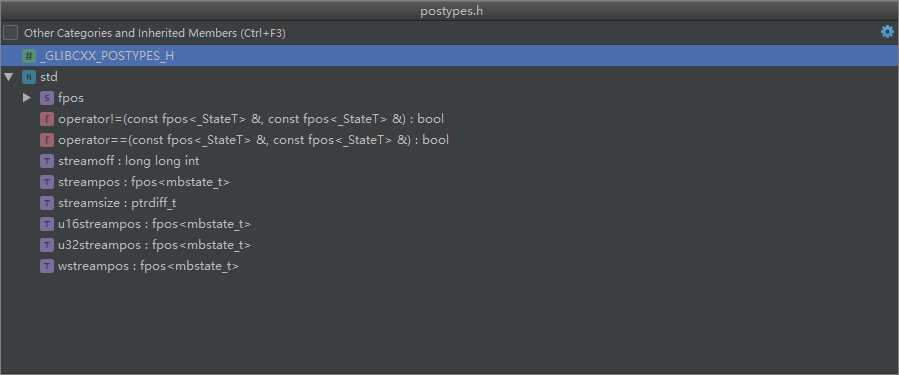 postypes.h
Other Categories and Inherited Members (Ctrl+F3)
# _GLIBCXX_POSTYPES_H
N std
S fpos
f operator!=(const fpos<_StateT> &, const fpos<_StateT> &) : bool
f operator==(const fpos<_StateT> &, const fpos<_StateT> &) : bool
T streamoff : long long int
T streampos : fpos<mbstate_t>
T streamsize : ptrdiff_t
T u16streampos : fpos<mbstate_t>
T u32streampos : fpos<mbstate_t>
T wstreampos : fpos<mbstate_t>